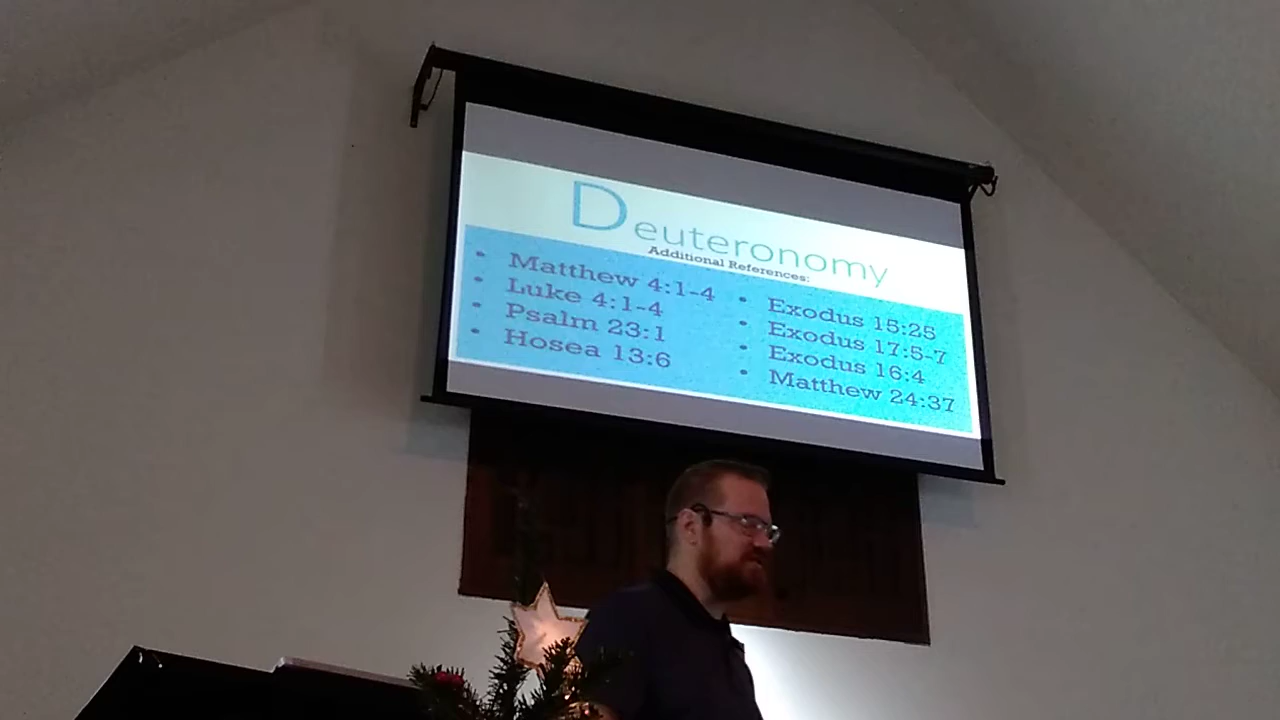 Deuteronomy
Additional References:
• Matthew 4:1-4
• Luke 4:1-4
• Psalm 23:1
• Hosea 13:6
• Exodus 15:25
• Exodus 17:5-7
• Exodus 16:4
• Matthew 24:37